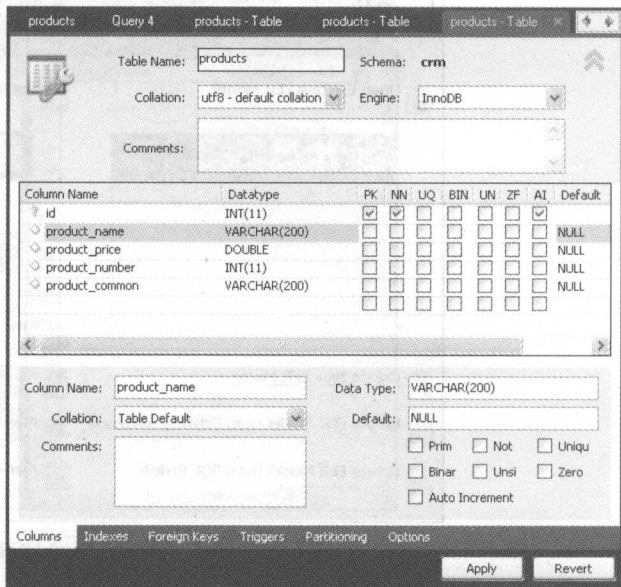 products Query 4 products - Table products - Table products - Table ×
Table Name: products Schema: crm
Collation: utf8 - default collation Engine: InnoDB
Comments:
Column Name Datatype PK NN UQ BIN UN ZF AI Default
id INT(11)
product_name VARCHAR(200) NULL
product_price DOUBLE NULL
product_number INT(11) NULL
product_common VARCHAR(200) NULL
Column Name: product_name Data Type: VARCHAR(200)
Collation: Table Default Default: NULL
Comments: Prim Not Uniqu
Binar Unsi Zero
Auto Increment
Columns Indexes Foreign Keys Triggers Partitioning Options
Apply Revert